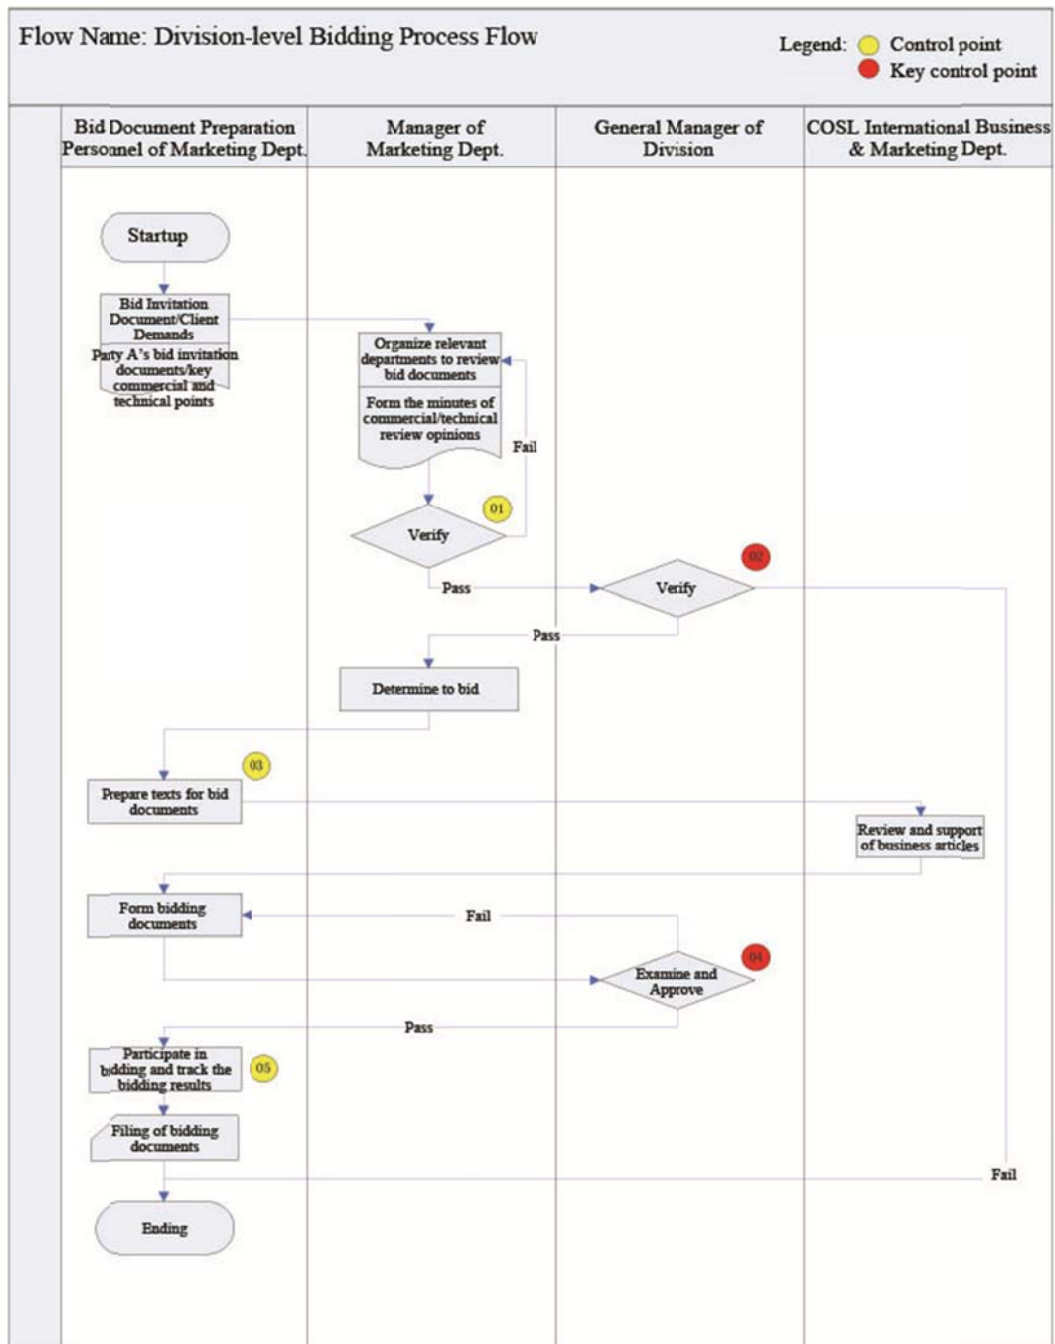 Flow Name: Division-level Bidding Process Flow
Legend:
Control point
Key control point
Bid Document Preparation
Personnel of Marketing Dept.
Manager of
Marketing Dept.
General Manager of
Division
COSL International Business
& Marketing Dept.
Startup
Bid Invitation
Document/Client
Demands
Party A's bid invitation
documents/key
commercial and
technical points
Organize relevant
departments to review
bid documents
Form the minutes of
commercial/technical
review opinions
Fail
01
Verify
Pass
02
Verify
Pass
Determine to bid
03
Prepare texts for bid
documents
Review and support
of business articles
Form bidding
documents
Fail
04
Examine and
Approve
Pass
Participate in
bidding and track the
bidding results
05
Filing of bidding
documents
Fail
Ending